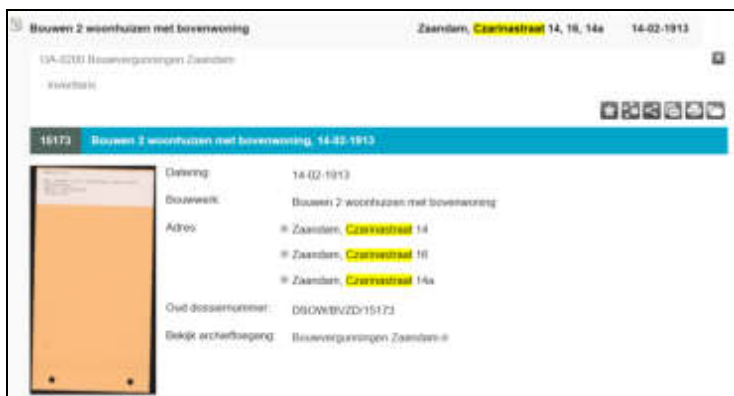 Bouwen 2 woonhuizen met bovenwoning Zaandam, Czarinastraat 14, 16, 14a 14-02-1913
OA-0200 Bouwvergunningen Zaandam
Inventaris
15173 Bouwen 2 woonhuizen met bovenwoning, 14-02-1913
Datering: 14-02-1913
Bouwwerk: Bouwen 2 woonhuizen met bovenwoning
Adres: Zaandam, Czarinastraat 14
Zaandam, Czarinastraat 16
Zaandam, Czarinastraat 14a
Oud dossiernummer: DSOW/BVZD/15173
Bekijk archieftoegang: Bouwvergunningen Zaandam